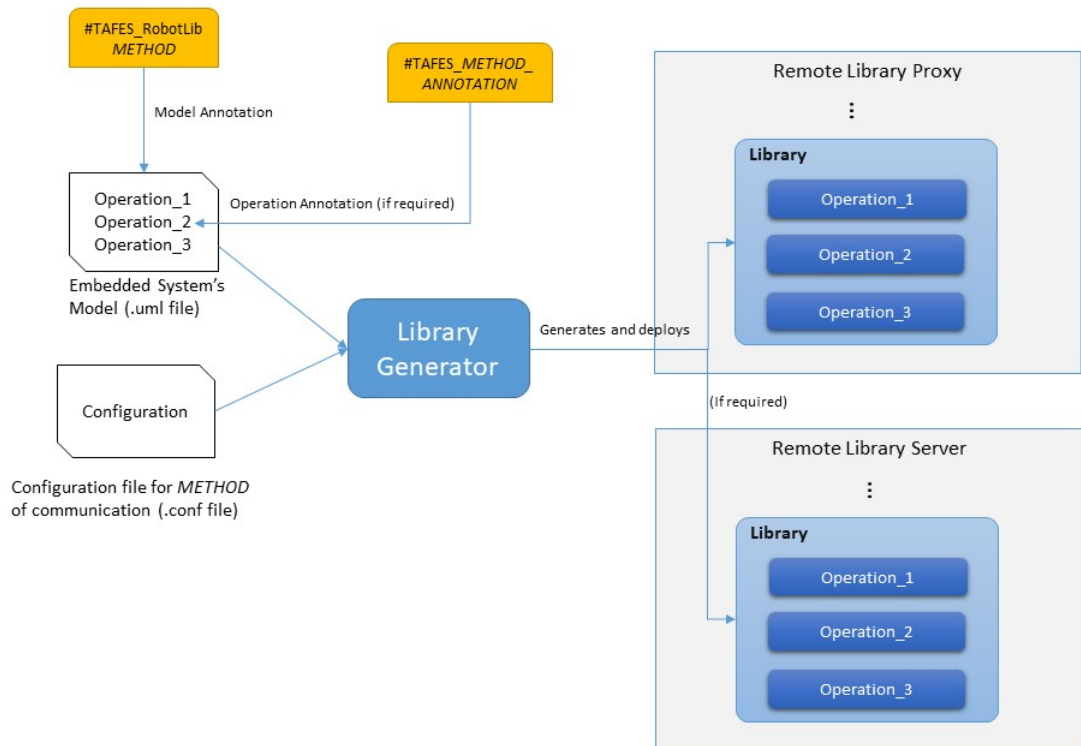 #TAFES_RobotLib
METHOD
#TAFES_METHOD_
ANNOTATION
Model Annotation
Operation_1
Operation_2
Operation_3
Operation Annotation (if required)
Embedded System's
Model (.uml file)
Configuration
Configuration file for METHOD
of communication (.conf file)
Library
Generator
Generates and deploys
(If required)
Remote Library Proxy
⋮
Library
Operation_1
Operation_2
Operation_3
Remote Library Server
⋮
Library
Operation_1
Operation_2
Operation_3